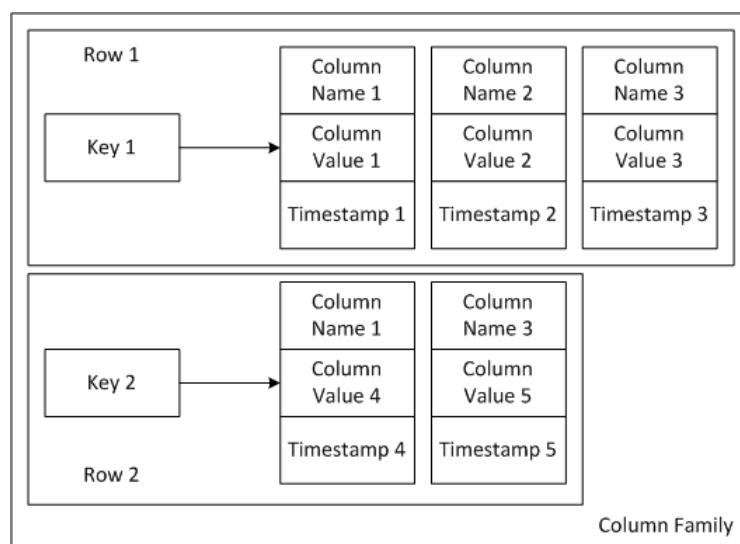 Row 1
Key 1
Column
Name 1
Column
Value 1
Timestamp 1
Column
Name 2
Column
Value 2
Timestamp 2
Column
Name 3
Column
Value 3
Timestamp 3
Key 2
Row 2
Column
Name 1
Column
Value 4
Timestamp 4
Column
Name 3
Column
Value 5
Timestamp 5
Column Family